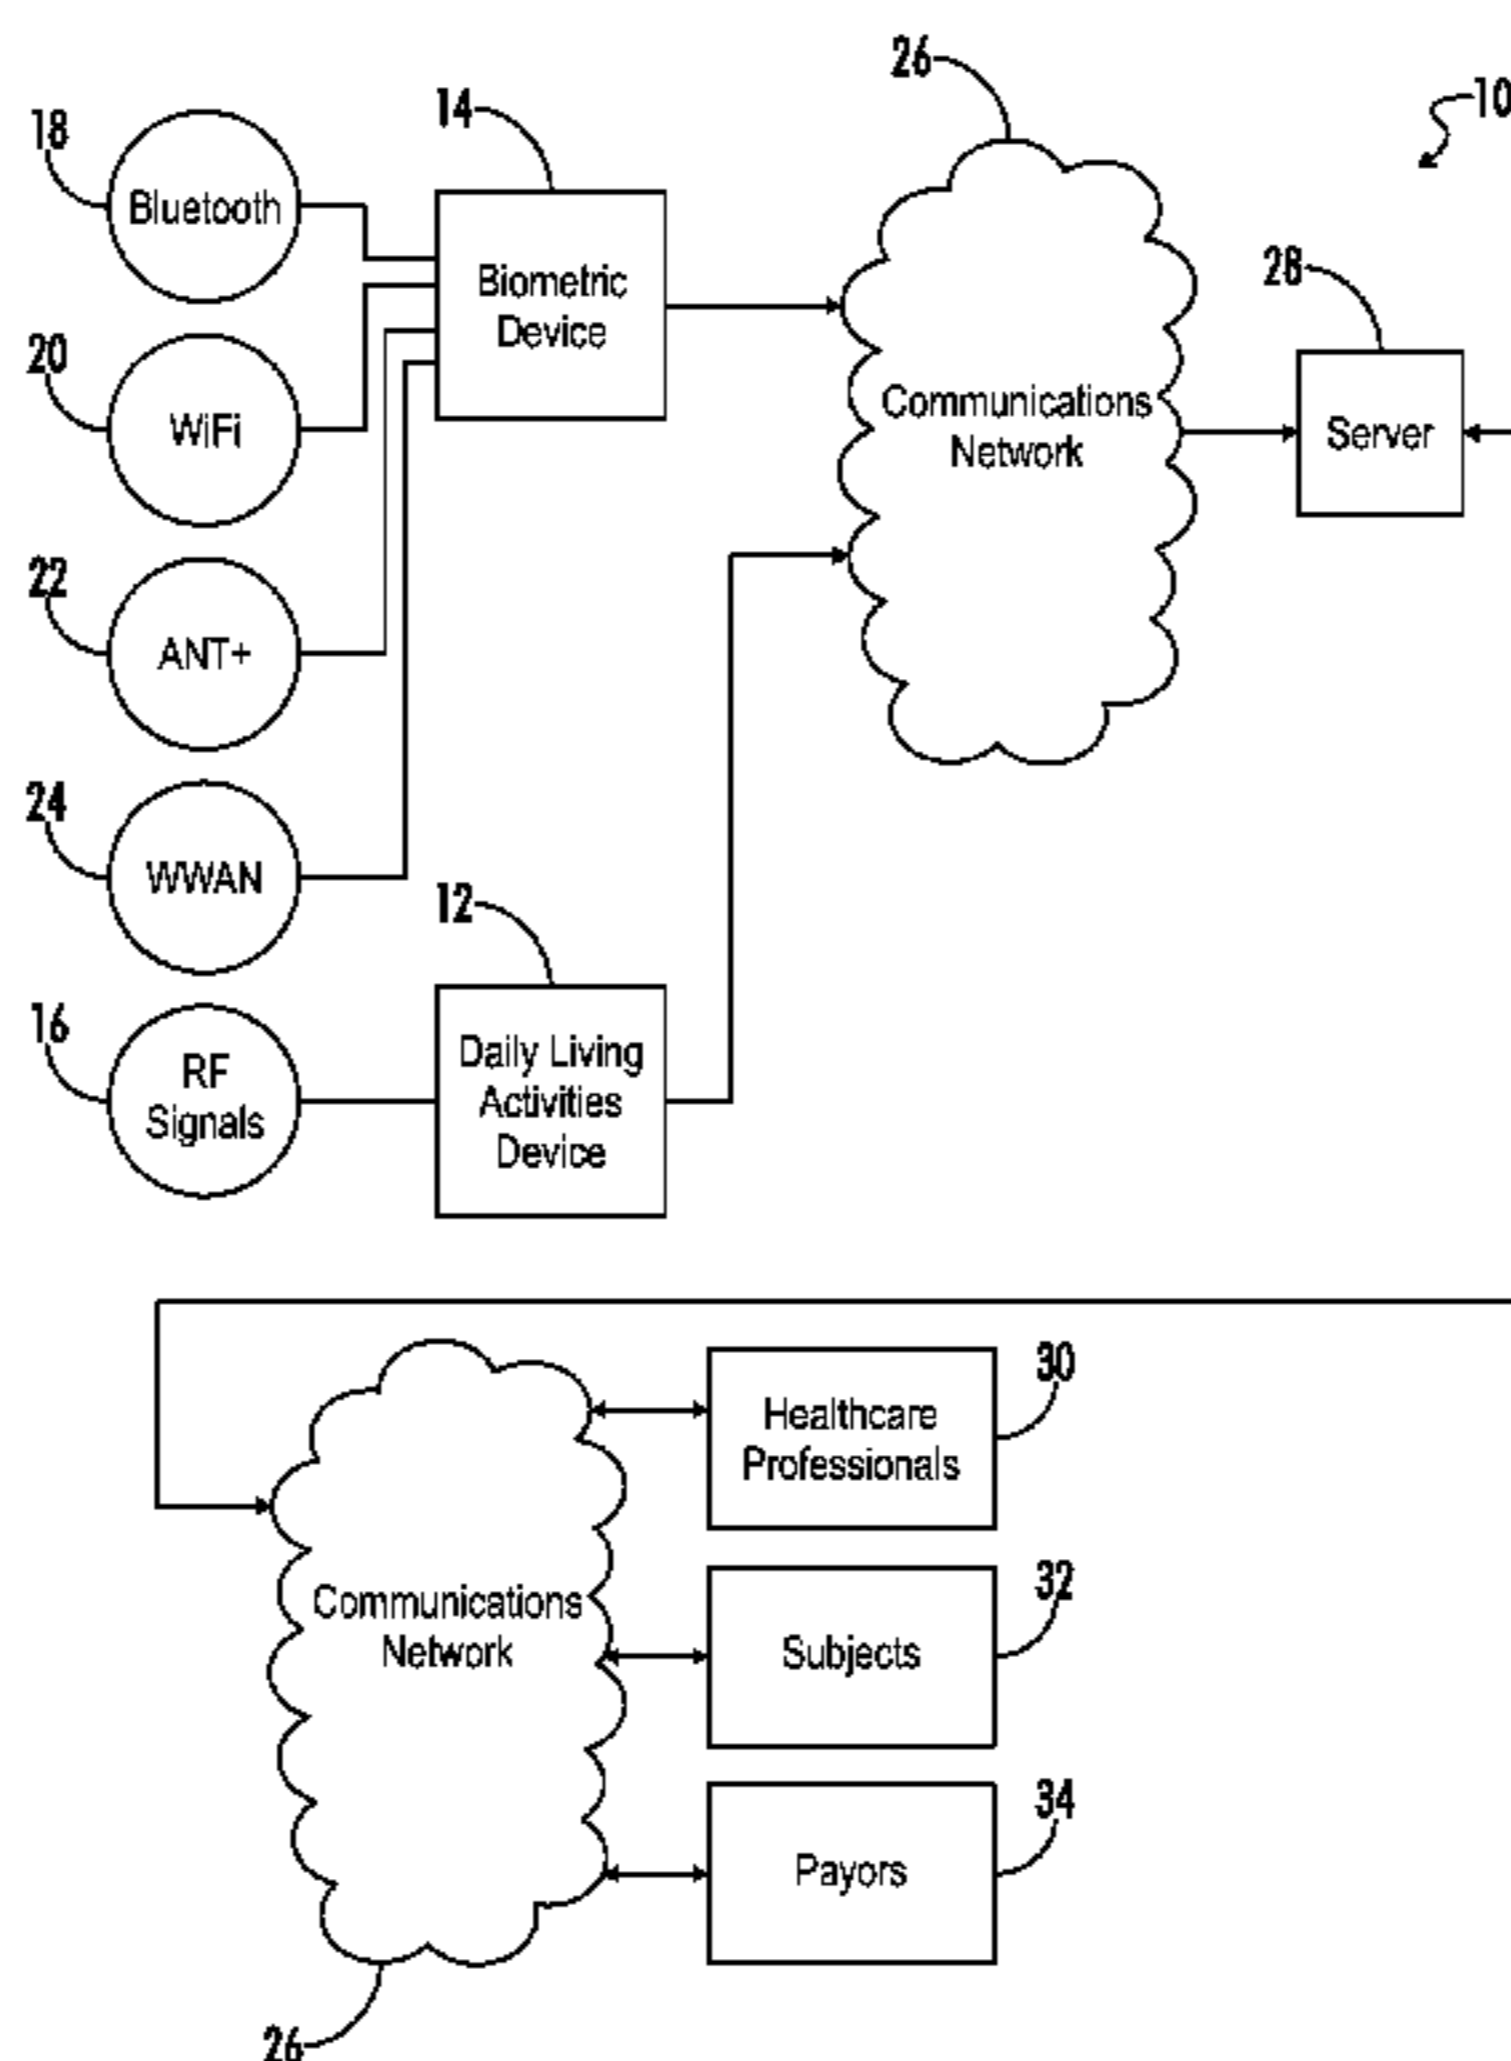 26
10
14
18
Bluetooth
Biometric
Device
28
20
WiFi
Communications
Network
Server
22
ANT+
24
WWAN
12
16
RF
Signals
Daily Living
Activities
Device
30
Healthcare
Professionals
32
Communications
Network
Subjects
34
Payors
26